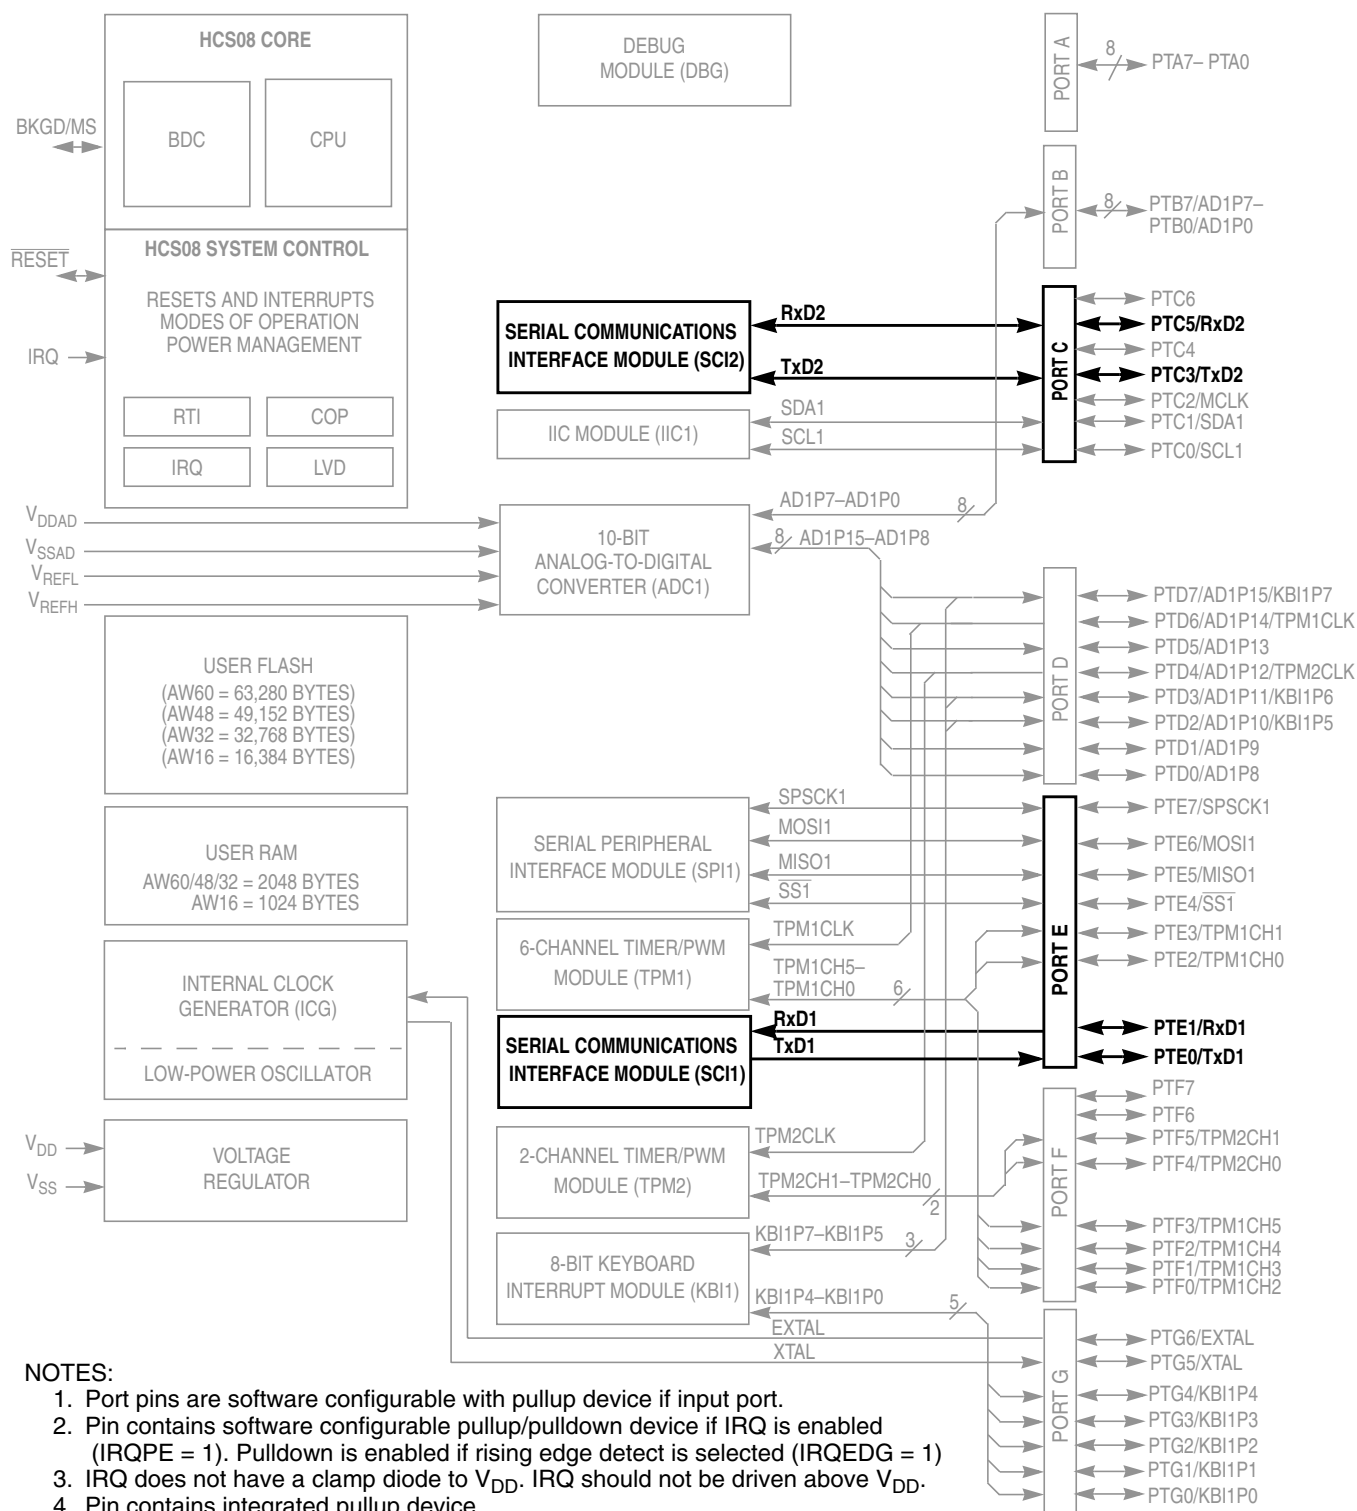 HCS08 CORE
BDC
CPU
BKGD/MS
HCS08 SYSTEM CONTROL
RESET
RESETS AND INTERRUPTS
MODES OF OPERATION
POWER MANAGEMENT
IRQ
RTI
COP
IRQ
LVD
VDDAD
VSSAD
VREFL
VREFH
USER FLASH
(AW60 = 63,280 BYTES)
(AW48 = 49,152 BYTES)
(AW32 = 32,768 BYTES)
(AW16 = 16,384 BYTES)
USER RAM
AW60/48/32 = 2048 BYTES
AW16 = 1024 BYTES
INTERNAL CLOCK
GENERATOR (ICG)
LOW-POWER OSCILLATOR
VDD
VSS
VOLTAGE
REGULATOR
DEBUG
MODULE (DBG)
SERIAL COMMUNICATIONS
INTERFACE MODULE (SCI2)
RxD2
TxD2
IIC MODULE (IIC1)
SDA1
SCL1
10-BIT
ANALOG-TO-DIGITAL
CONVERTER (ADC1)
AD1P7–AD1P0
8
8
AD1P15–AD1P8
SERIAL PERIPHERAL
INTERFACE MODULE (SPI1)
SPSCK1
MOSI1
MISO1
SS1
6-CHANNEL TIMER/PWM
MODULE (TPM1)
TPM1CLK
TPM1CH5–
TPM1CH0
6
SERIAL COMMUNICATIONS
INTERFACE MODULE (SCI1)
RxD1
TxD1
2-CHANNEL TIMER/PWM
MODULE (TPM2)
TPM2CLK
TPM2CH1–TPM2CH0
2
8-BIT KEYBOARD
INTERRUPT MODULE (KBI1)
KBI1P7–KBI1P5
3
KBI1P4–KBI1P0
5
EXTAL
XTAL
PORT A
8
PTA7– PTA0
PORT B
8
PTB7/AD1P7–
PTB0/AD1P0
PORT C
PTC6
PTC5/RxD2
PTC4
PTC3/TxD2
PTC2/MCLK
PTC1/SDA1
PTC0/SCL1
PORT D
PTD7/AD1P15/KBI1P7
PTD6/AD1P14/TPM1CLK
PTD5/AD1P13
PTD4/AD1P12/TPM2CLK
PTD3/AD1P11/KBI1P6
PTD2/AD1P10/KBI1P5
PTD1/AD1P9
PTD0/AD1P8
PORT E
PTE7/SPSCK1
PTE6/MOSI1
PTE5/MISO1
PTE4/SS1
PTE3/TPM1CH1
PTE2/TPM1CH0
PTE1/RxD1
PTE0/TxD1
PORT F
PTF7
PTF6
PTF5/TPM2CH1
PTF4/TPM2CH0
PTF3/TPM1CH5
PTF2/TPM1CH4
PTF1/TPM1CH3
PTF0/TPM1CH2
PORT G
PTG6/EXTAL
PTG5/XTAL
PTG4/KBI1P4
PTG3/KBI1P3
PTG2/KBI1P2
PTG1/KBI1P1
PTG0/KBI1P0
NOTES:
1. Port pins are software configurable with pullup device if input port.
2. Pin contains software configurable pullup/pulldown device if IRQ is enabled
(IRQPE = 1). Pulldown is enabled if rising edge detect is selected (IRQEDG = 1)
3. IRQ does not have a clamp diode to VDD. IRQ should not be driven above VDD.
4. Pin contains integrated pullup device.